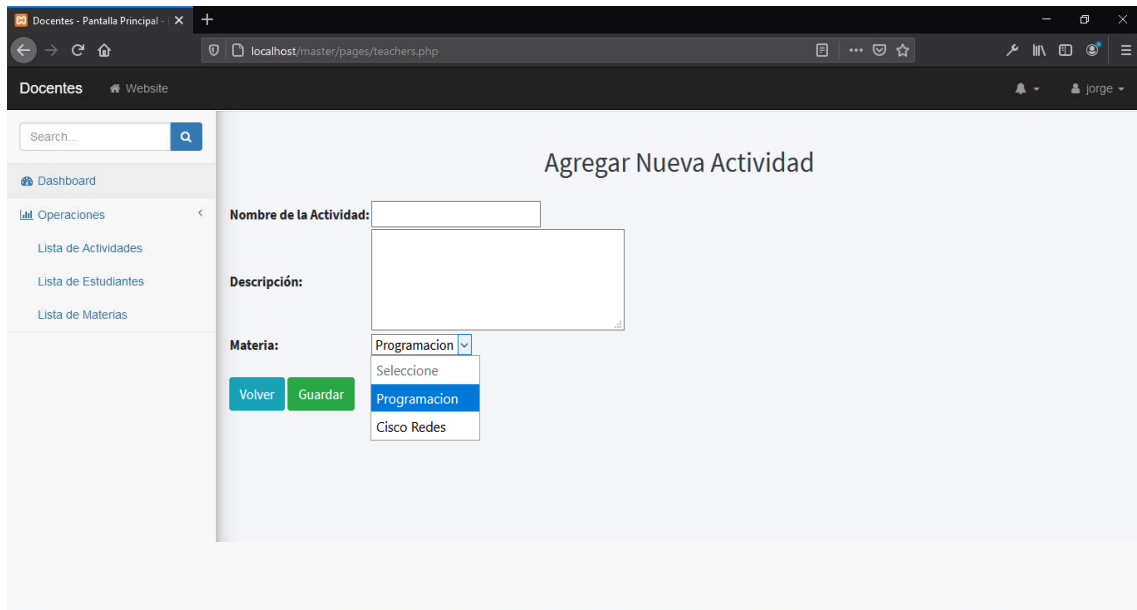 Docentes - Pantalla Principal -
localhost/master/pages/teachers.php
Docentes Website jorge
Search...
Dashboard
Operaciones
Lista de Actividades
Lista de Estudiantes
Lista de Materias
Agregar Nueva Actividad
Nombre de la Actividad:
Descripción:
Materia: Programacion
Seleccione
Programacion
Cisco Redes
Volver Guardar